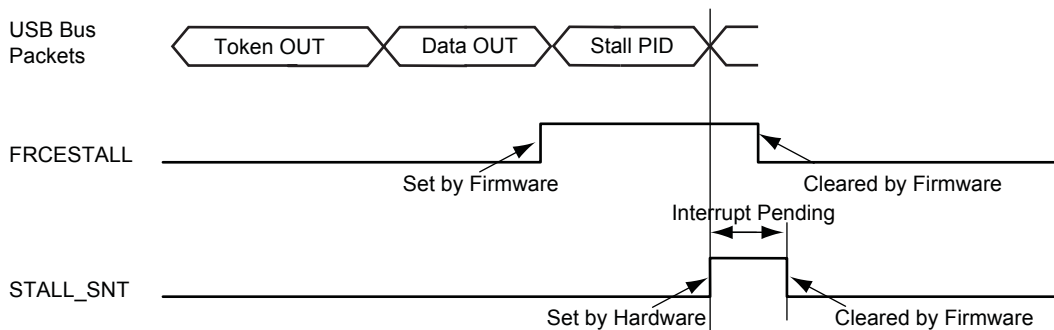 USB Bus
Packets
Token OUT
Data OUT
Stall PID
FRCESTALL
Set by Firmware
Cleared by Firmware
Interrupt Pending
STALL_SNT
Set by Hardware
Cleared by Firmware